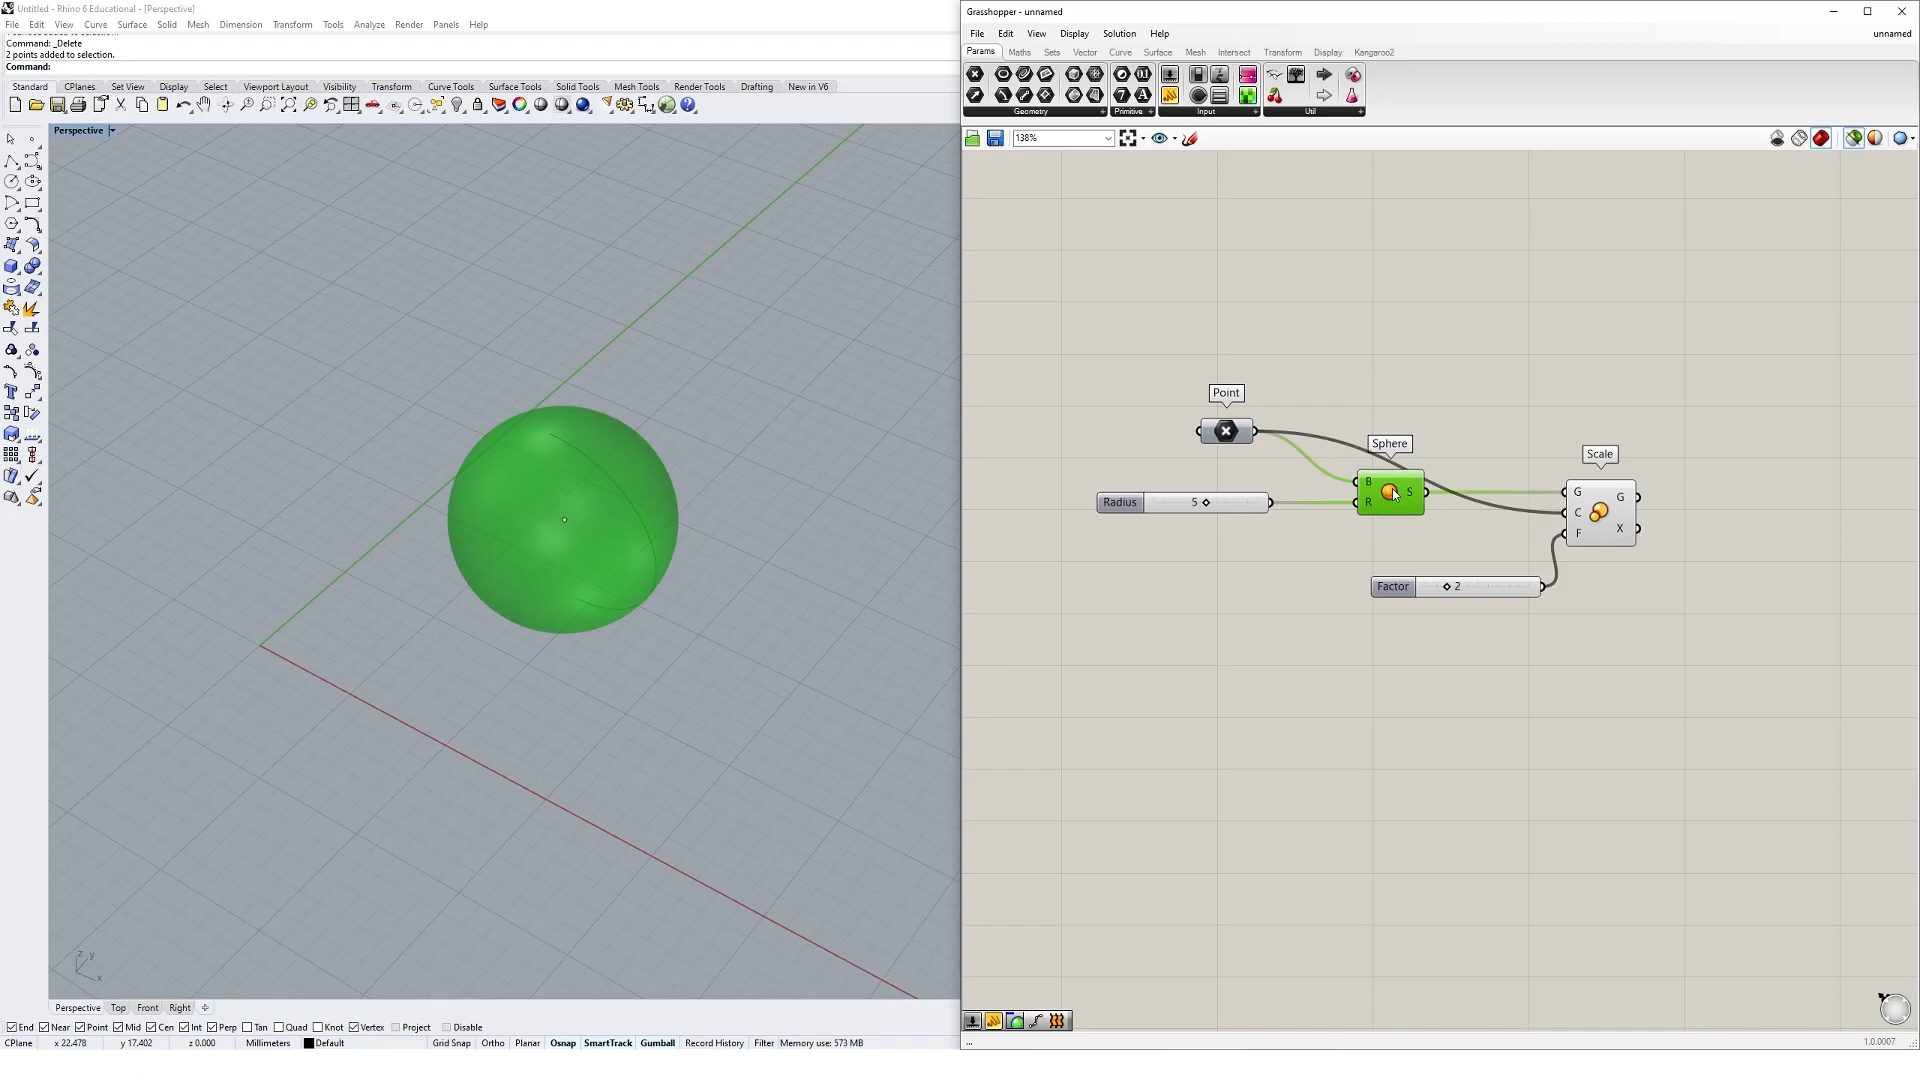 Untitled - Rhino 6 Educational - [Perspective]
File Edit View Curve Surface Solid Mesh Dimension Transform Tools Analyze Render Panels Help
Command: _Delete
2 points added to selection.
Command:
Standard CPlanes Set View Display Select Viewport Layout Visibility Transform Curve Tools Surface Tools Solid Tools Mesh Tools Render Tools Drafting New in V6
Perspective
z y
x
Perspective Top Front Right
End Near Point Mid Cen Int Perp Tan Quad Knot Vertex Project Disable
CPlane x 22.478 y 17.402 z 0.000 Millimeters Default Grid Snap Ortho Planar Osnap SmartTrack Gumball Record History Filter Memory use: 573 MB
Grasshopper - unnamed
File Edit View Display Solution Help unnamed
Params Maths Sets Vector Curve Surface Mesh Intersect Transform Display Kangaroo2
Geometry Primitive Input Util
138%
Point
Sphere
B
R
S
Radius 5
Scale
G
C
F
G
X
Factor 2
... 1.0.0007